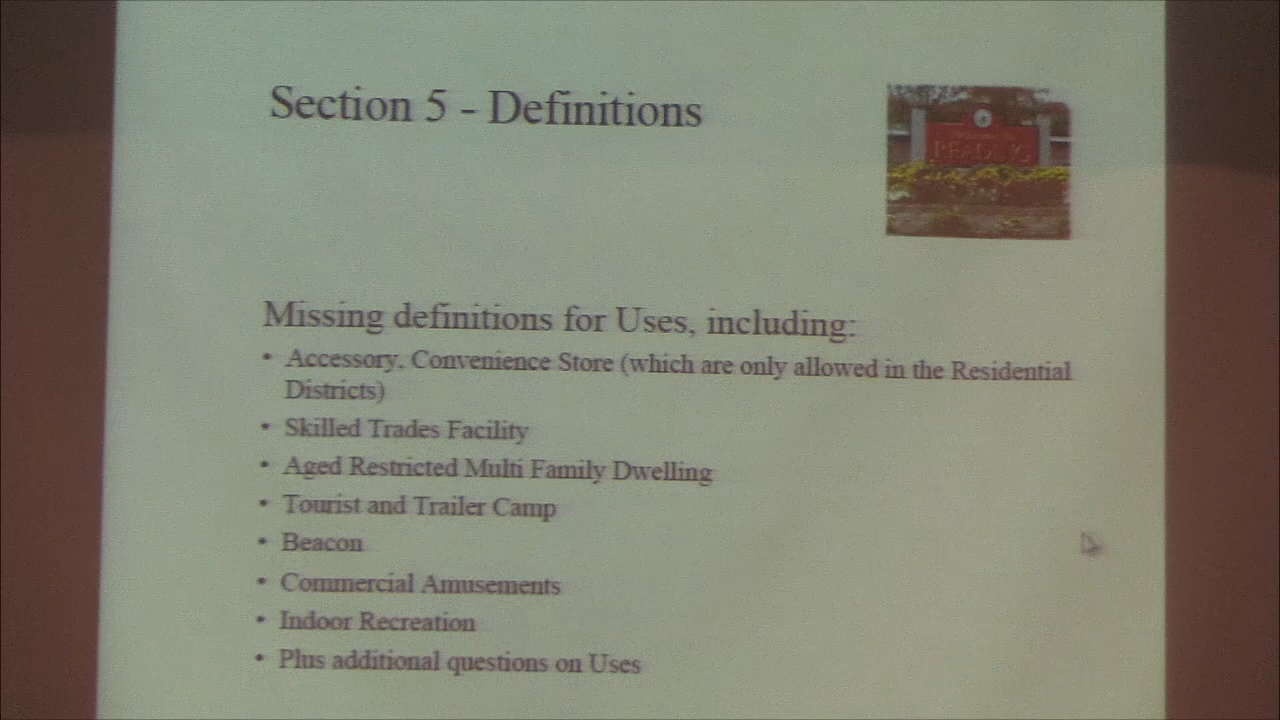 Section 5 - Definitions
READING
Missing definitions for Uses, including:
• Accessory, Convenience Store (which are only allowed in the Residential
Districts)
• Skilled Trades Facility
• Aged Restricted Multi Family Dwelling
• Tourist and Trailer Camp
• Beacon
• Commercial Amusements
• Indoor Recreation
• Plus additional questions on Uses